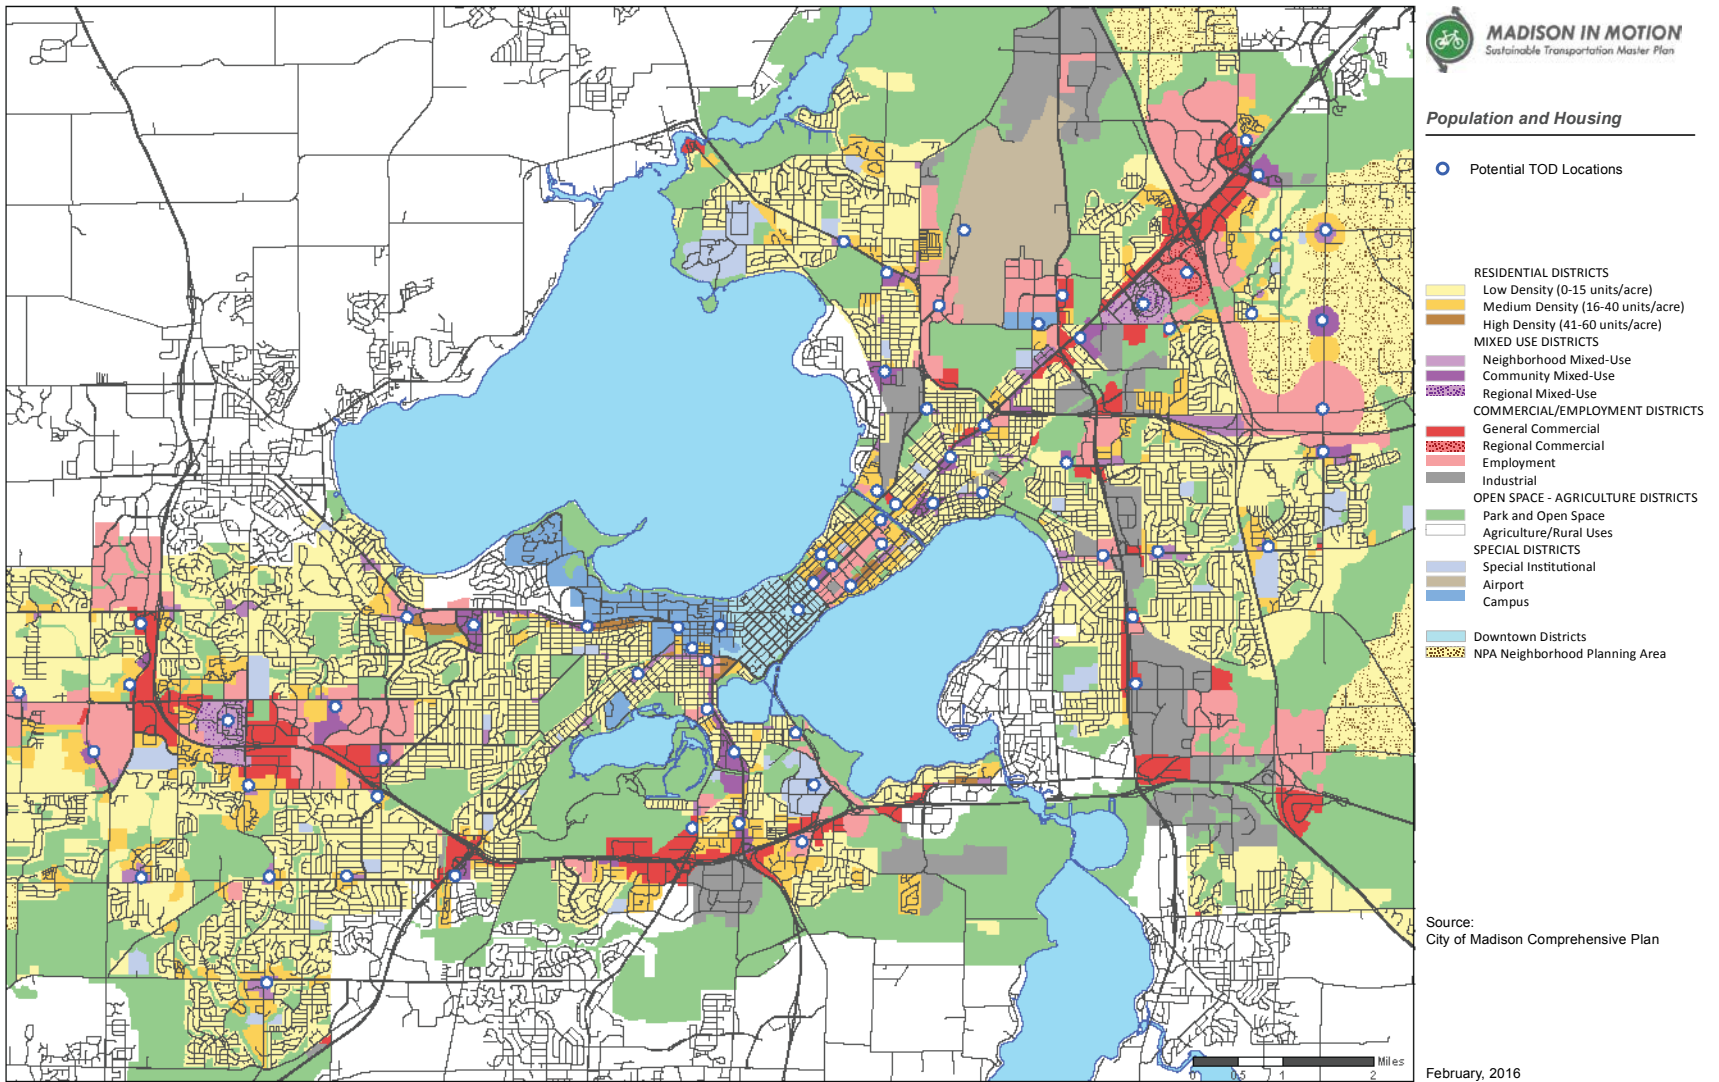 MADISON IN MOTION
Sustainable Transportation Master Plan
Population and Housing
Potential TOD Locations
RESIDENTIAL DISTRICTS
Low Density (0-15 units/acre)
Medium Density (16-40 units/acre)
High Density (41-60 units/acre)
MIXED USE DISTRICTS
Neighborhood Mixed-Use
Community Mixed-Use
Regional Mixed-Use
COMMERCIAL/EMPLOYMENT DISTRICTS
General Commercial
Regional Commercial
Employment
Industrial
OPEN SPACE - AGRICULTURE DISTRICTS
Park and Open Space
Agriculture/Rural Uses
SPECIAL DISTRICTS
Special Institutional
Airport
Campus
Downtown Districts
NPA Neighborhood Planning Area
Source:
City of Madison Comprehensive Plan
Miles
0 0.5 1 2
February, 2016